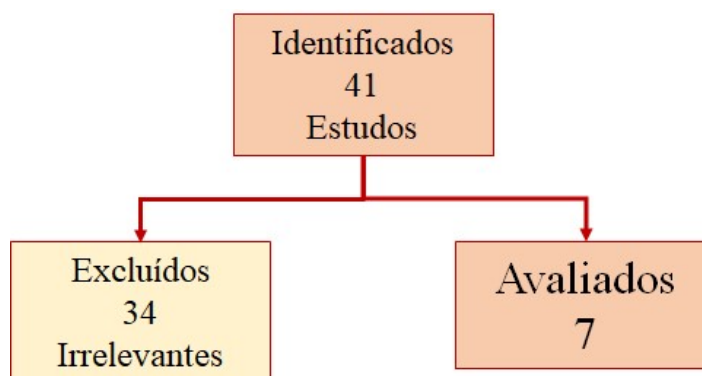 Identificados
41
Estudos
Excluídos
34
Irrelevantes
Avaliados
7